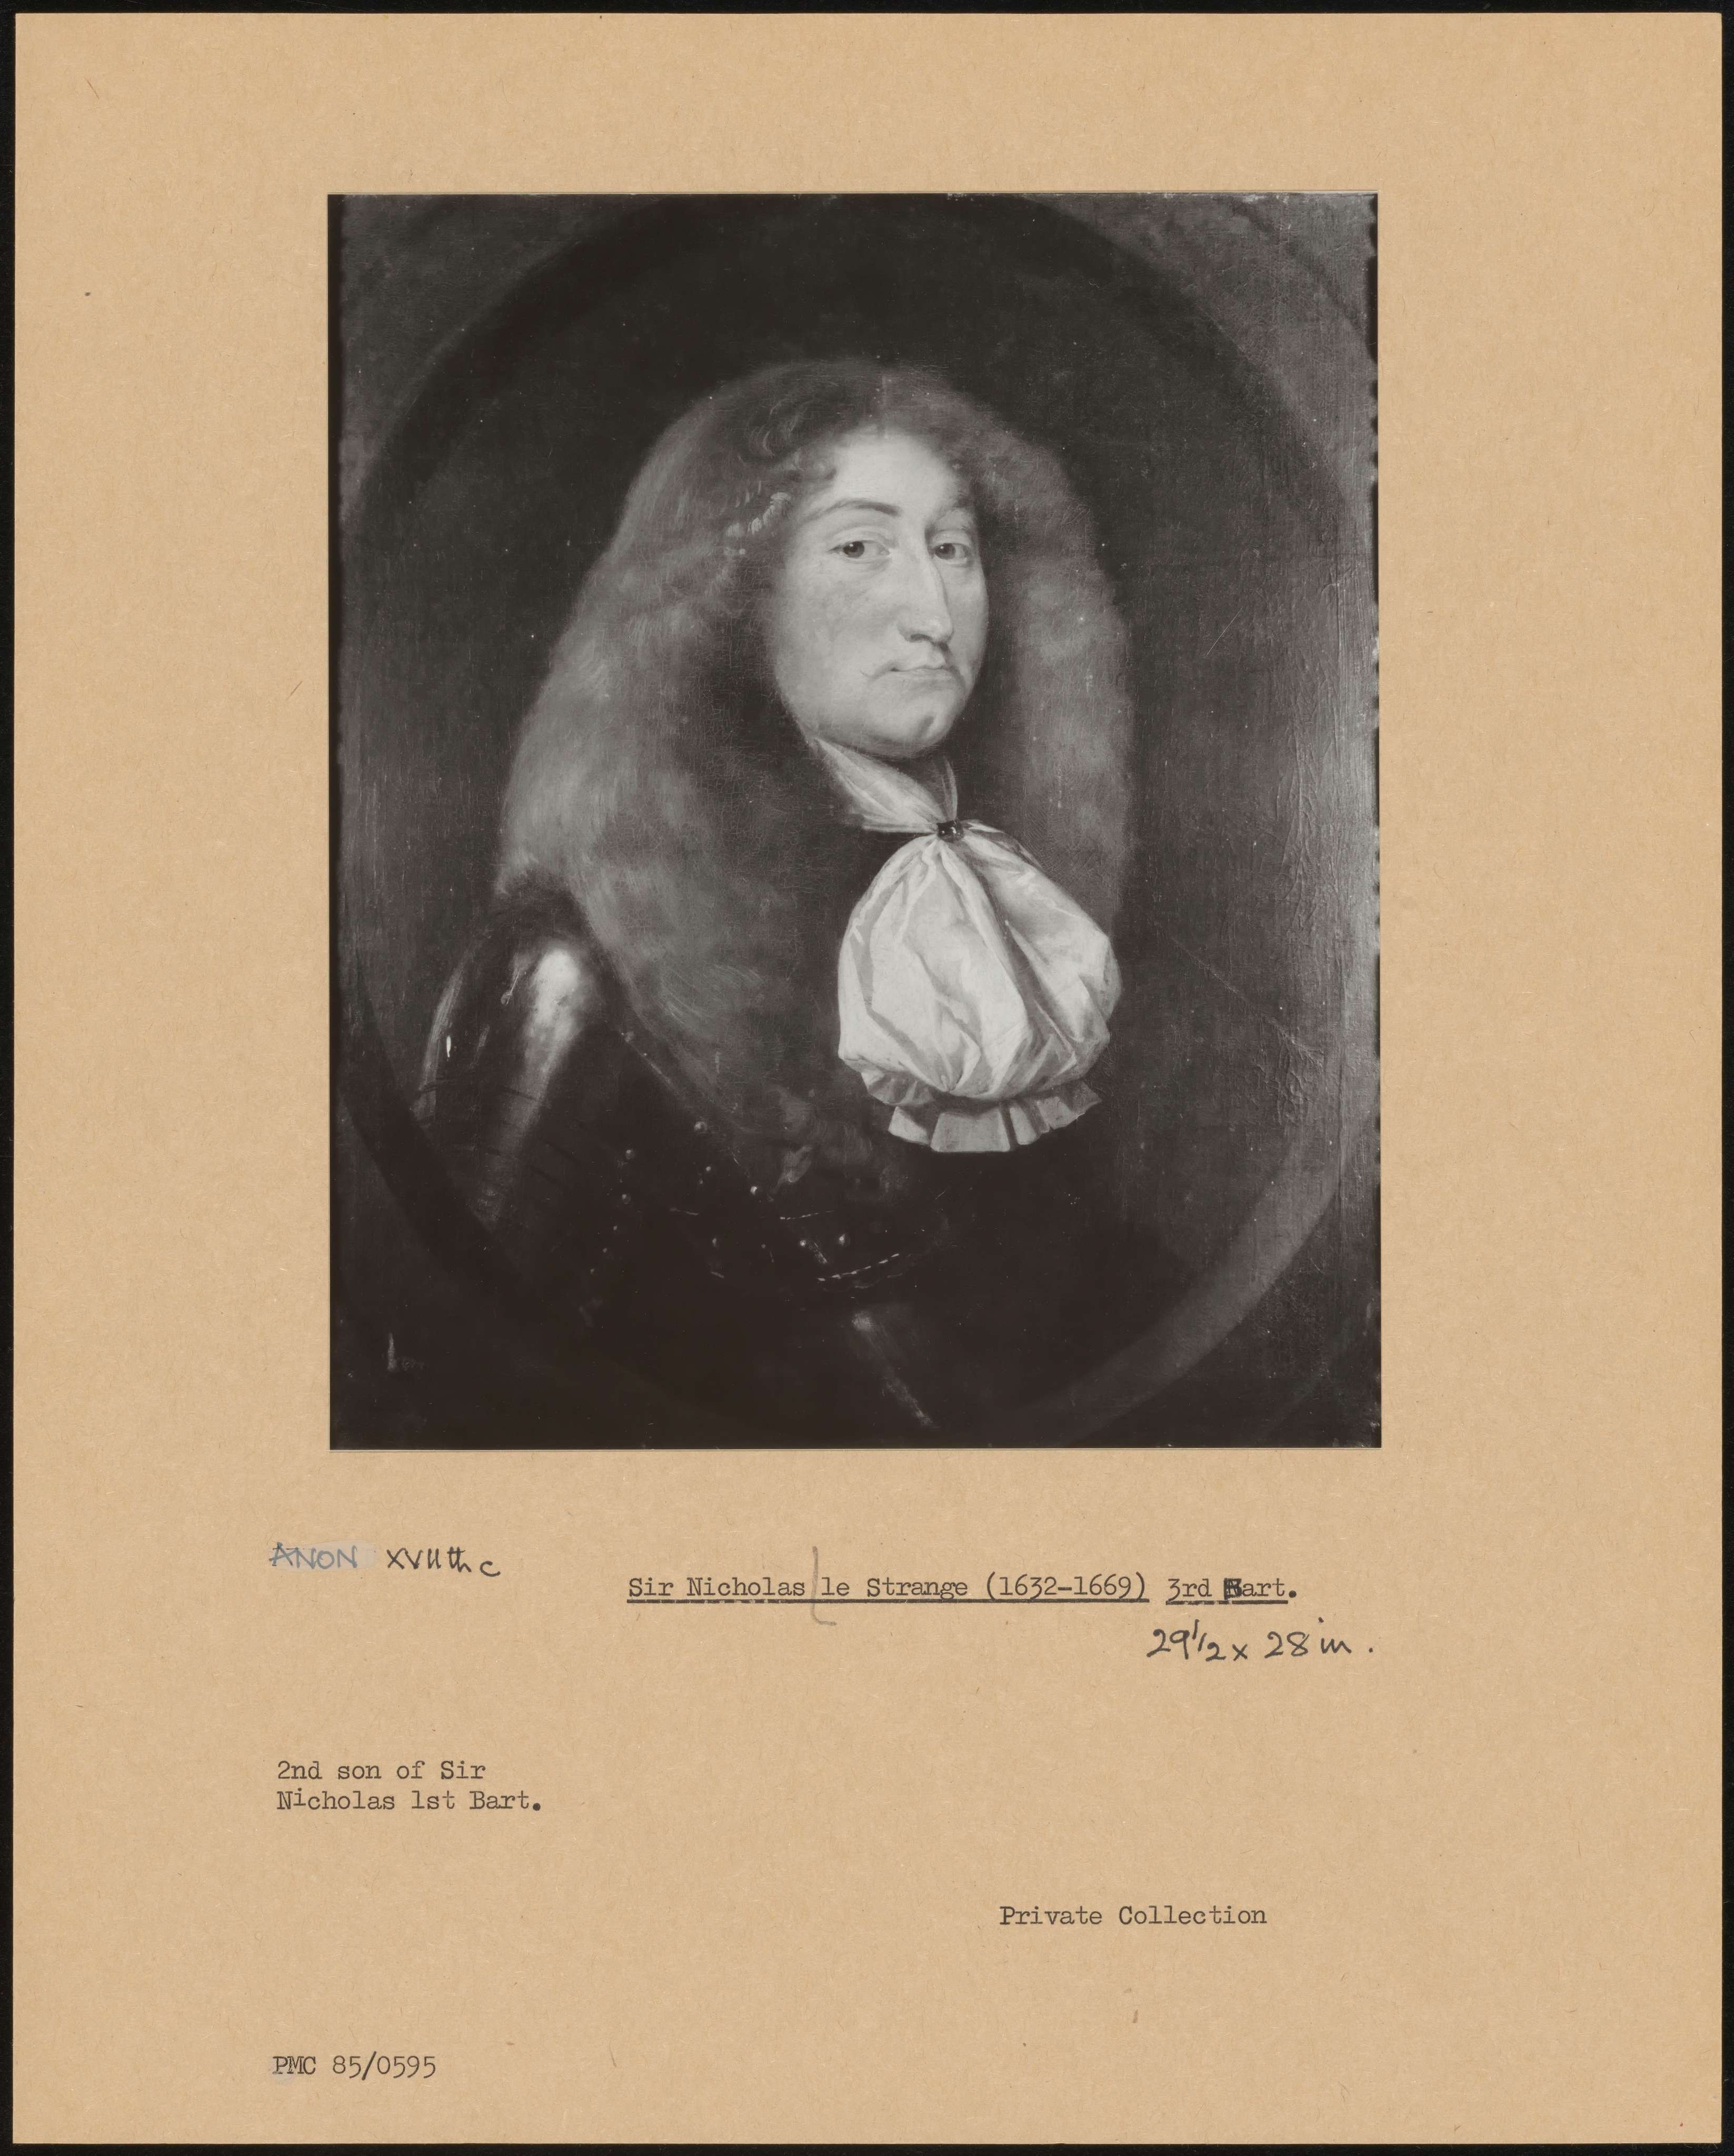 ANON XVIIth c
Sir Nicholas le Strange (1632-1669) 3rd Bart.
29 1/2 x 28 in.
2nd son of Sir
Nicholas 1st Bart.
Private Collection
PMC 85/0595